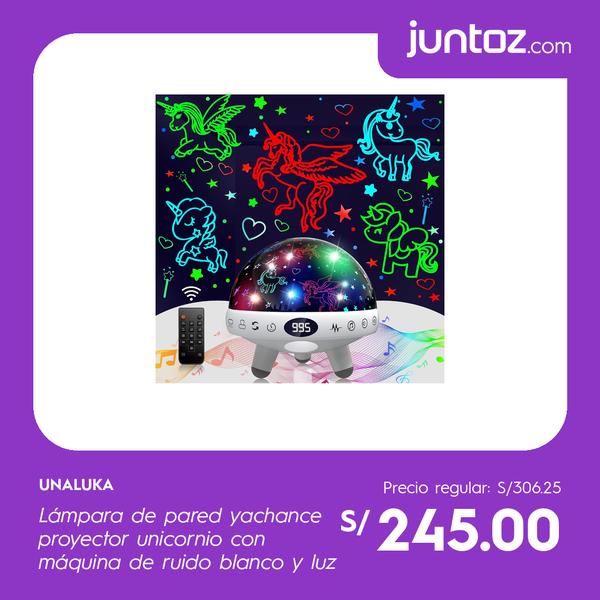 juntoz.com
995
UNALUKA
Precio regular: S/306.25
Lámpara de pared yachance
proyector unicornio con
máquina de ruido blanco y luz
S/245.00